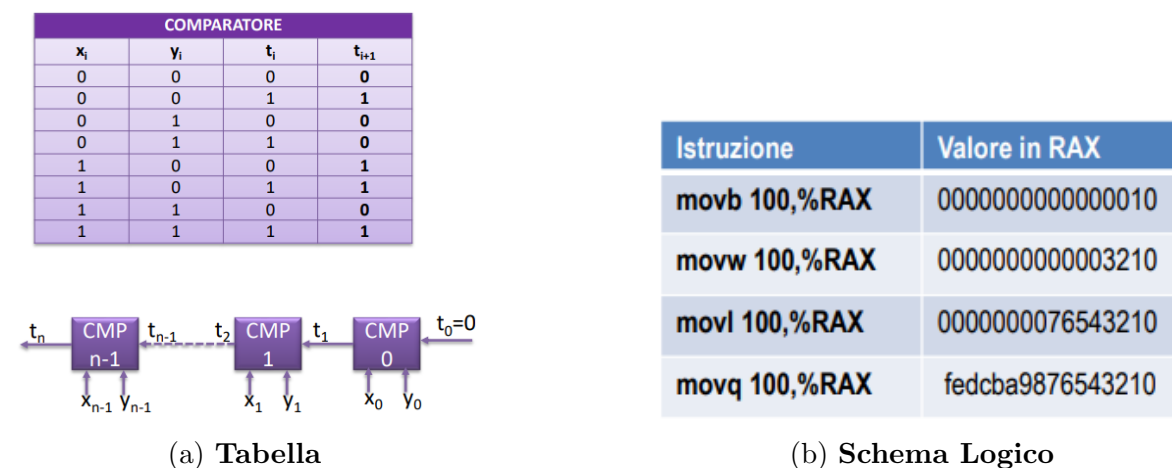 COMPARATORE
xi yi ti ti+1
0 0 0 0
0 0 1 1
0 1 0 0
0 1 1 0
1 0 0 1
1 0 1 1
1 1 0 0
1 1 1 1
tn CMP n-1 tn-1 t2 CMP 1 t1 CMP 0 t0=0
xn-1 yn-1 x1 y1 x0 y0
(a) Tabella
Istruzione Valore in RAX
movb 100,%RAX 0000000000000010
movw 100,%RAX 0000000000003210
movl 100,%RAX 0000000076543210
movq 100,%RAX fedcba9876543210
(b) Schema Logico